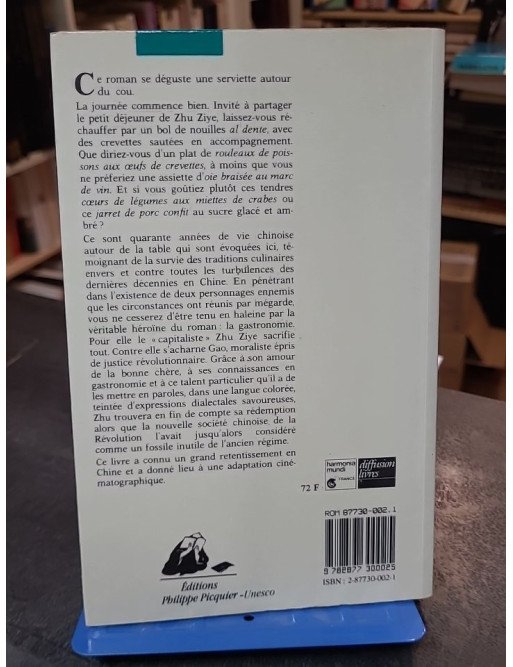 Ce roman se déguste une serviette autour
du cou.
La journée commence bien. Invité à partager
le petit déjeuner de Zhu Ziye, laissez-vous ré-
chauffer par un bol de nouilles al dente, avec
des crevettes sautées en accompagnement.
Que diriez-vous d'un plat de rouleaux de pois-
sons aux œufs de crevettes, à moins que vous
ne préferiez une assiette d'oie braisée au marc
de vin. Et si vous goûtiez plutôt ces tendres
cœurs de légumes aux miettes de crabes ou
ce jarret de porc confit au sucre glacé et am-
bré ?
Ce sont quarante années de vie chinoise
autour de la table qui sont évoquées ici, té-
moignant de la survie des traditions culinaires
envers et contre toutes les turbulences des
dernières décennies en Chine. En pénétrant
dans l'existence de deux personnages ennemis
que les circonstances ont réunis par mégarde,
vous ne cesserez d'être tenu en haleine par la
véritable héroïne du roman : la gastronomie.
Pour elle le « capitaliste » Zhu Ziye sacrifie
tout. Contre elle s'acharne Gao, moraliste épris
de justice révolutionnaire. Grâce à son amour
de la bonne chère, à ses connaissances en
gastronomie et à ce talent particulier qu'il a de
les mettre en paroles, dans une langue colorée,
teintée d'expressions dialectales savoureuses,
Zhu trouvera en fin de compte sa rédemption
alors que la nouvelle société chinoise de la
Révolution l'avait jusqu'alors considéré
comme un fossile inutile de l'ancien régime.
Ce livre a connu un grand retentissement en
Chine et a donné lieu à une adaptation ciné-
matographique.
72 F
harmonia
mundi
FRANCE
diffusion
livres
ROM 87730-002.1
9 782877 300025
ISBN : 2-87730-002-1
Éditions
Philippe Picquier-Unesco